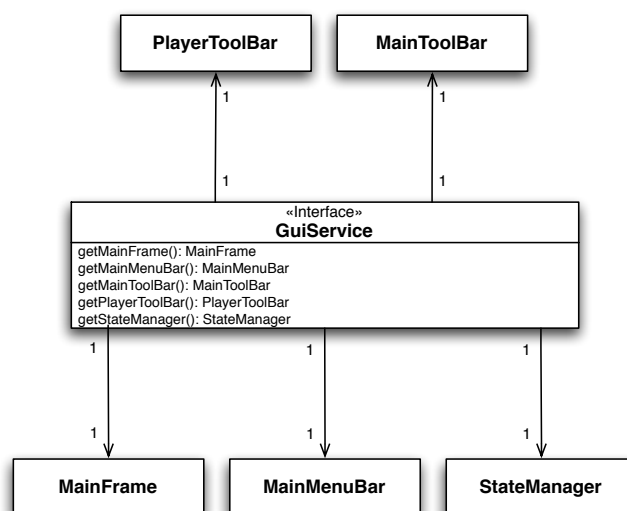 PlayerToolBar
MainToolBar
1
1
1
1
«Interface»
GuiService
getMainFrame(): MainFrame
getMainMenuBar(): MainMenuBar
getMainToolBar(): MainToolBar
getPlayerToolBar(): PlayerToolBar
getStateManager(): StateManager
1
1
1
1
1
1
MainFrame
MainMenuBar
StateManager